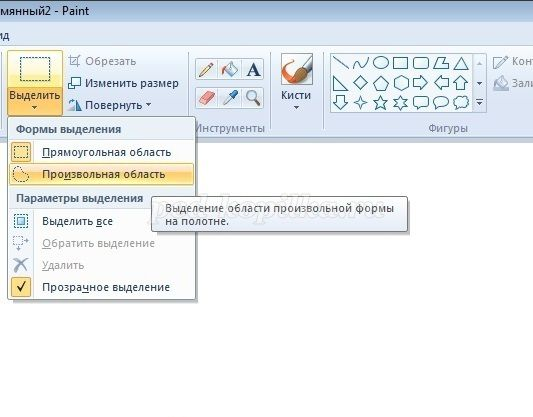 мянный2 - Paint
ид
Выделить
Обрезать
Изменить размер
Повернуть
Инструменты
Кисти
Фигуры
Конт
Зали
Формы выделения
Прямоугольная область
Произвольная область
Параметры выделения
Выделить все
Обратить выделение
Удалить
Прозрачное выделение
Выделение области произвольной формы
на полотне.